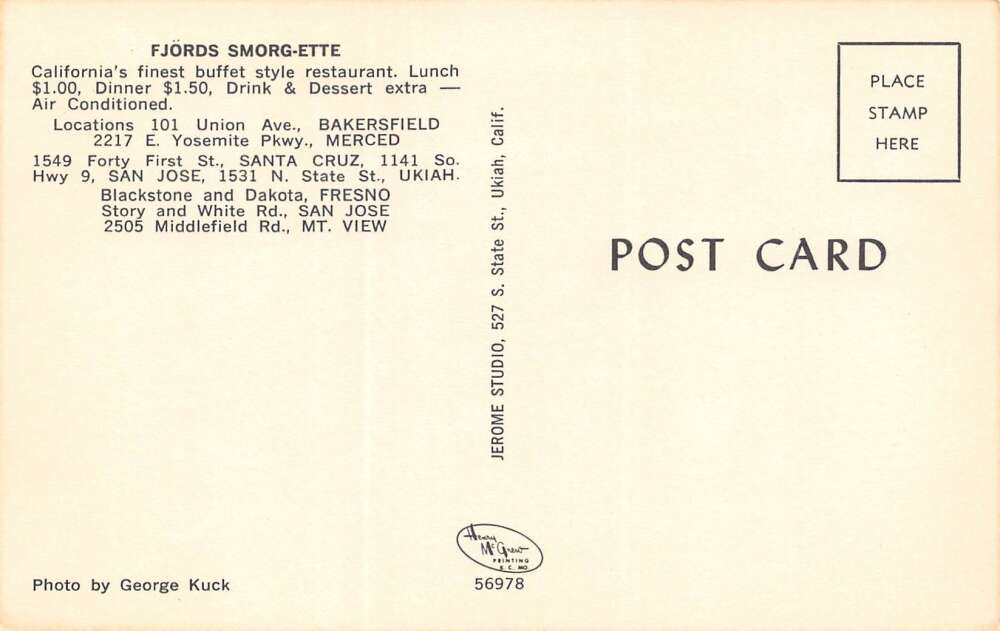 FJÖRDS SMORG-ETTE
California's finest buffet style restaurant. Lunch
$1.00, Dinner $1.50, Drink & Dessert extra —
Air Conditioned.
Locations 101 Union Ave., BAKERSFIELD
2217 E. Yosemite Pkwy., MERCED
1549 Forty First St., SANTA CRUZ, 1141 So.
Hwy 9, SAN JOSE, 1531 N. State St., UKIAH.
Blackstone and Dakota, FRESNO
Story and White Rd., SAN JOSE
2505 Middlefield Rd., MT. VIEW
Photo by George Kuck
JEROME STUDIO, 527 S. State St., Ukiah, Calif.
Henry
McGrew
PRINTING
K. C. MO
56978
PLACE
STAMP
HERE
POST CARD